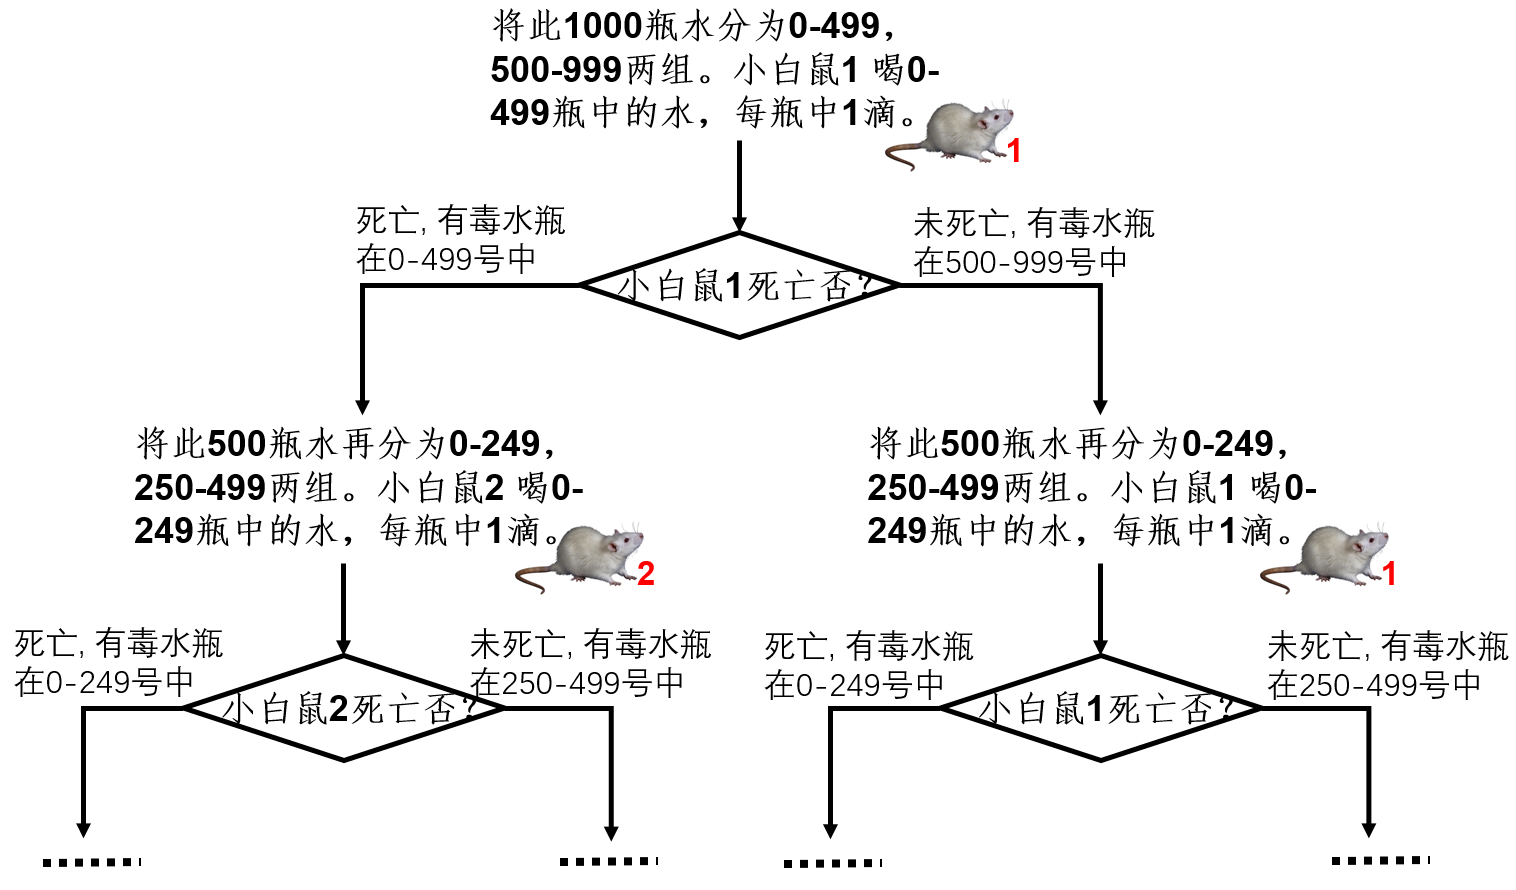 将此1000瓶水分为0-499，
500-999两组。小白鼠1 喝0-
499瓶中的水，每瓶中1滴。
1
死亡, 有毒水瓶
在0-499号中
未死亡, 有毒水瓶
在500-999号中
小白鼠1死亡否？
将此500瓶水再分为0-249，
250-499两组。小白鼠2 喝0-
249瓶中的水，每瓶中1滴。
2
将此500瓶水再分为0-249，
250-499两组。小白鼠1 喝0-
249瓶中的水，每瓶中1滴。
1
死亡, 有毒水瓶
在0-249号中
未死亡, 有毒水瓶
在250-499号中
小白鼠2死亡否？
死亡, 有毒水瓶
在0-249号中
未死亡, 有毒水瓶
在250-499号中
小白鼠1死亡否？